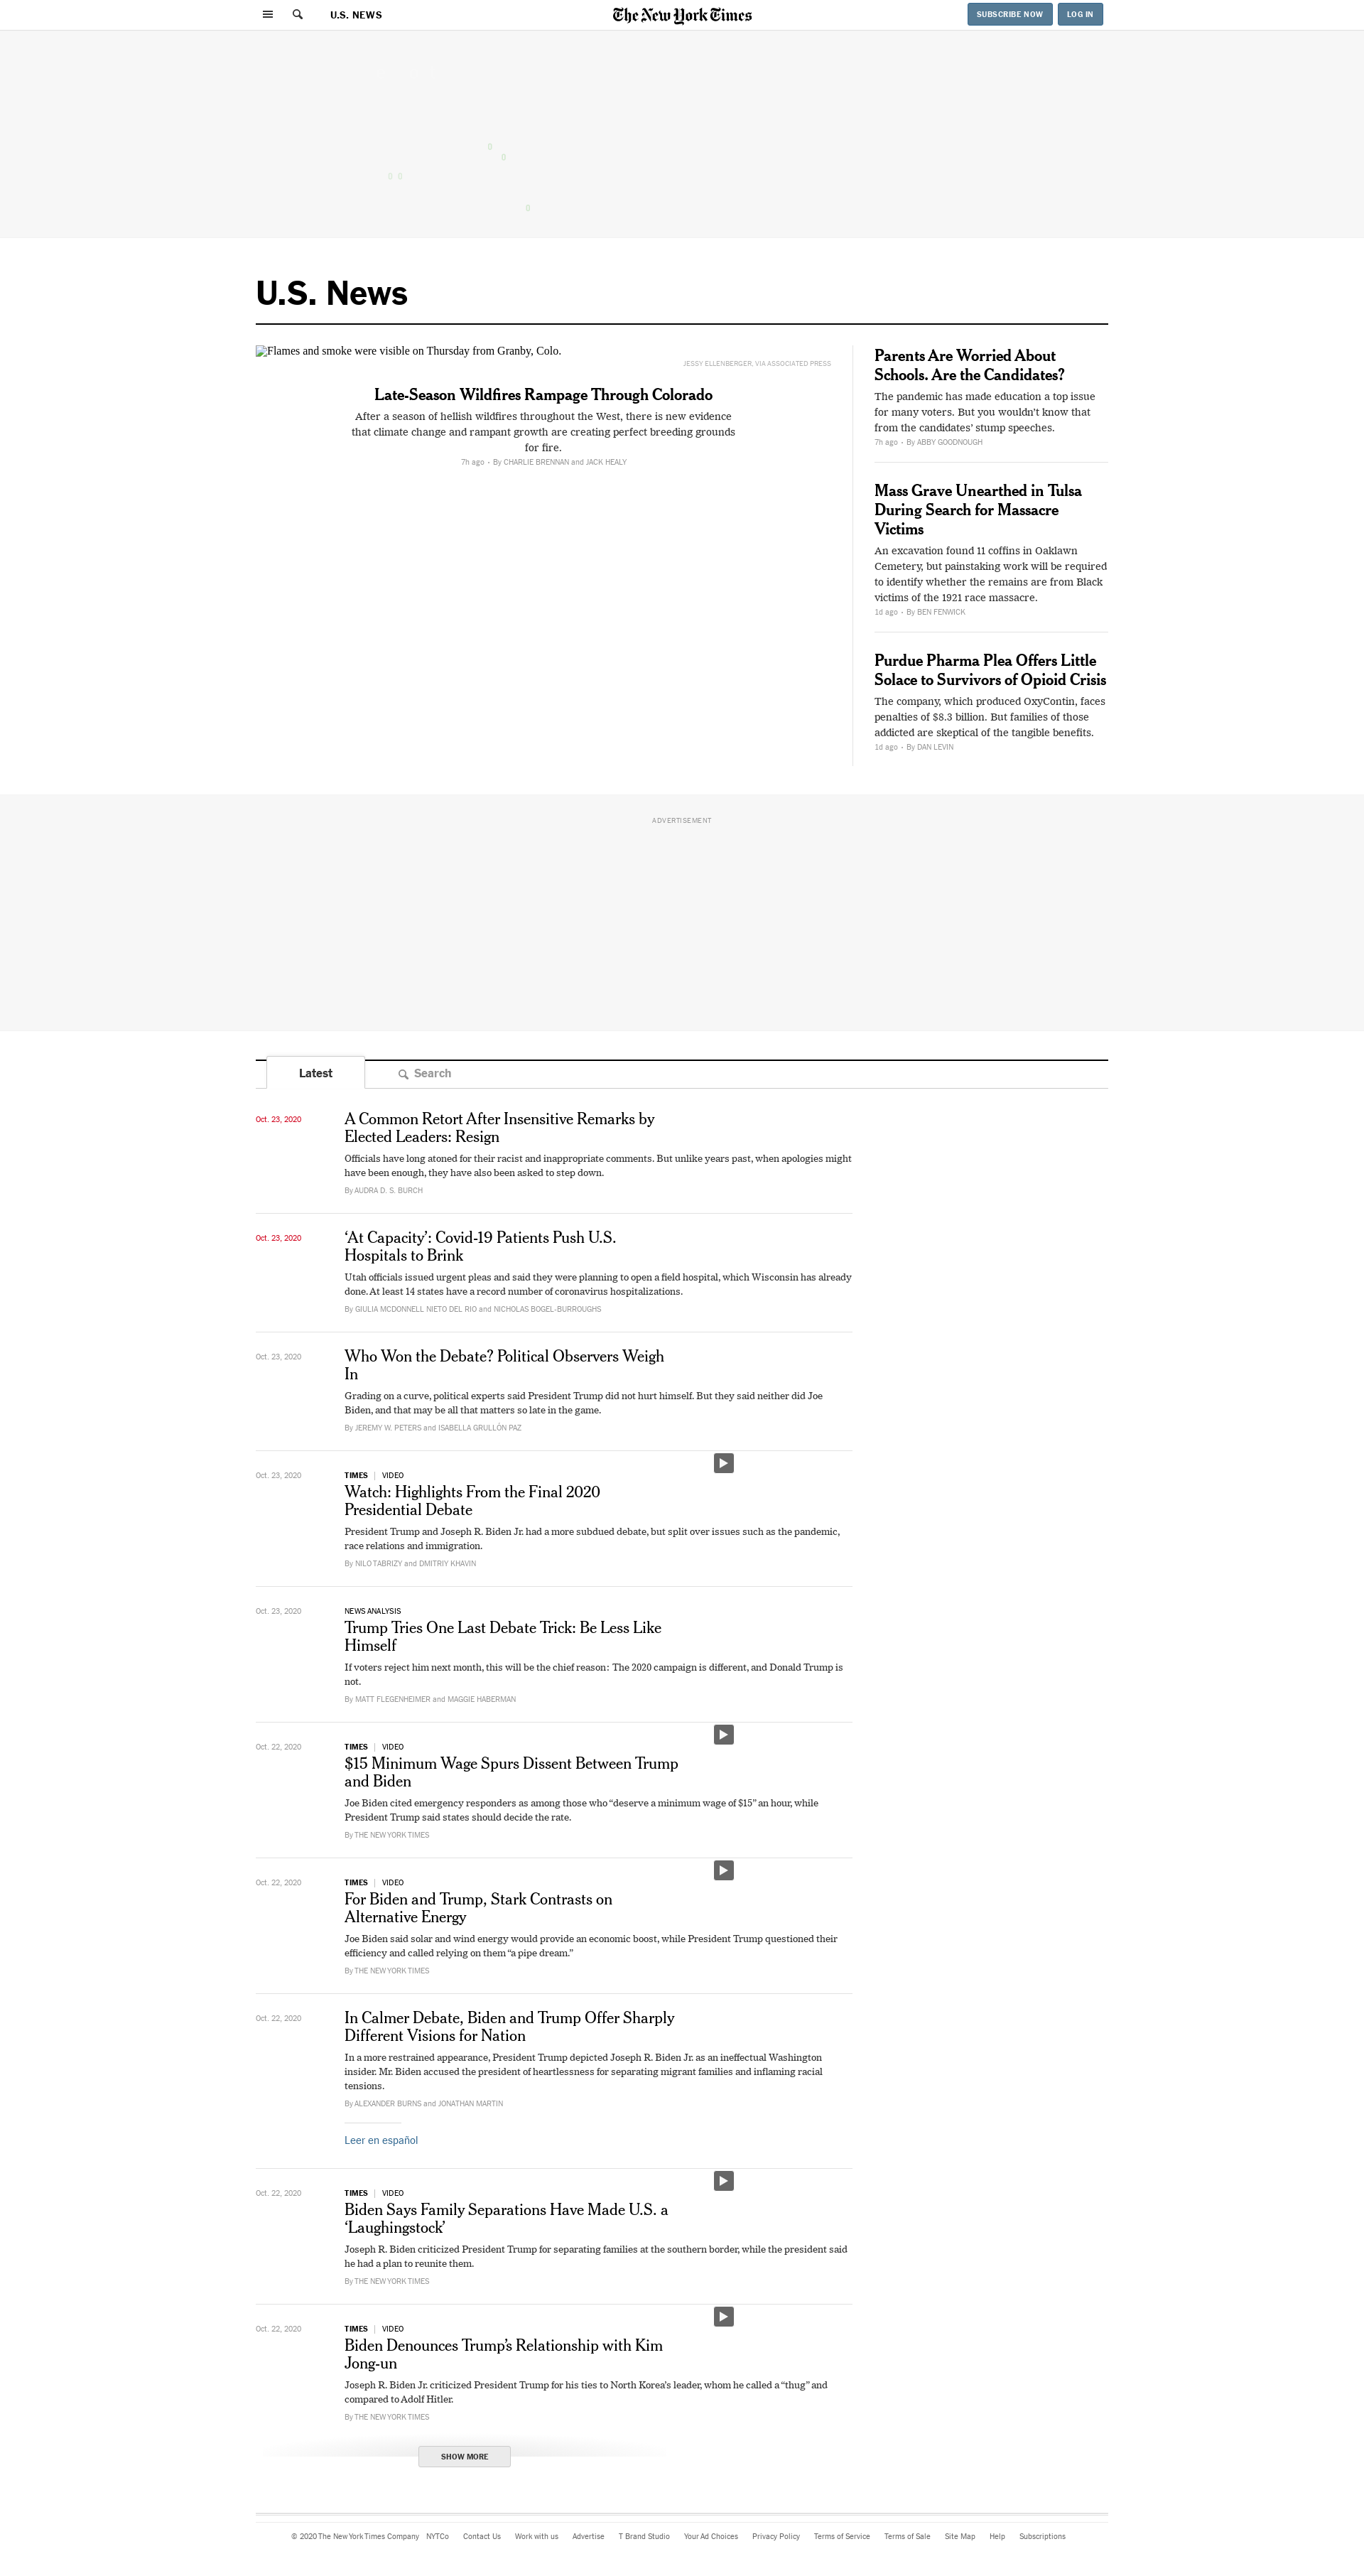 U.S. NEWS
The New York Times
SUBSCRIBE NOW
LOG IN
0
0
0 0
0
U.S. News
Flames and smoke were visible on Thursday from Granby, Colo.
JESSY ELLENBERGER, VIA ASSOCIATED PRESS
Late-Season Wildfires Rampage Through Colorado
After a season of hellish wildfires throughout the West, there is new evidence
that climate change and rampant growth are creating perfect breeding grounds
for fire.
7h ago • By CHARLIE BRENNAN and JACK HEALY
Parents Are Worried About
Schools. Are the Candidates?
The pandemic has made education a top issue
for many voters. But you wouldn't know that
from the candidates’ stump speeches.
7h ago • By ABBY GOODNOUGH
Mass Grave Unearthed in Tulsa
During Search for Massacre
Victims
An excavation found 11 coffins in Oaklawn
Cemetery, but painstaking work will be required
to identify whether the remains are from Black
victims of the 1921 race massacre.
1d ago • By BEN FENWICK
Purdue Pharma Plea Offers Little
Solace to Survivors of Opioid Crisis
The company, which produced OxyContin, faces
penalties of $8.3 billion. But families of those
addicted are skeptical of the tangible benefits.
1d ago • By DAN LEVIN
ADVERTISEMENT
Latest
Search
Oct. 23, 2020
A Common Retort After Insensitive Remarks by
Elected Leaders: Resign
Officials have long atoned for their racist and inappropriate comments. But unlike years past, when apologies might
have been enough, they have also been asked to step down.
By AUDRA D. S. BURCH
Oct. 23, 2020
‘At Capacity’: Covid-19 Patients Push U.S.
Hospitals to Brink
Utah officials issued urgent pleas and said they were planning to open a field hospital, which Wisconsin has already
done. At least 14 states have a record number of coronavirus hospitalizations.
By GIULIA MCDONNELL NIETO DEL RIO and NICHOLAS BOGEL-BURROUGHS
Oct. 23, 2020
Who Won the Debate? Political Observers Weigh
In
Grading on a curve, political experts said President Trump did not hurt himself. But they said neither did Joe
Biden, and that may be all that matters so late in the game.
By JEREMY W. PETERS and ISABELLA GRULLÓN PAZ
Oct. 23, 2020
TIMES | VIDEO
Watch: Highlights From the Final 2020
Presidential Debate
President Trump and Joseph R. Biden Jr. had a more subdued debate, but split over issues such as the pandemic,
race relations and immigration.
By NILO TABRIZY and DMITRIY KHAVIN
Oct. 23, 2020
NEWS ANALYSIS
Trump Tries One Last Debate Trick: Be Less Like
Himself
If voters reject him next month, this will be the chief reason: The 2020 campaign is different, and Donald Trump is
not.
By MATT FLEGENHEIMER and MAGGIE HABERMAN
Oct. 22, 2020
TIMES | VIDEO
$15 Minimum Wage Spurs Dissent Between Trump
and Biden
Joe Biden cited emergency responders as among those who “deserve a minimum wage of $15” an hour, while
President Trump said states should decide the rate.
By THE NEW YORK TIMES
Oct. 22, 2020
TIMES | VIDEO
For Biden and Trump, Stark Contrasts on
Alternative Energy
Joe Biden said solar and wind energy would provide an economic boost, while President Trump questioned their
efficiency and called relying on them “a pipe dream.”
By THE NEW YORK TIMES
Oct. 22, 2020
In Calmer Debate, Biden and Trump Offer Sharply
Different Visions for Nation
In a more restrained appearance, President Trump depicted Joseph R. Biden Jr. as an ineffectual Washington
insider. Mr. Biden accused the president of heartlessness for separating migrant families and inflaming racial
tensions.
By ALEXANDER BURNS and JONATHAN MARTIN
Leer en español
Oct. 22, 2020
TIMES | VIDEO
Biden Says Family Separations Have Made U.S. a
‘Laughingstock’
Joseph R. Biden criticized President Trump for separating families at the southern border, while the president said
he had a plan to reunite them.
By THE NEW YORK TIMES
Oct. 22, 2020
TIMES | VIDEO
Biden Denounces Trump’s Relationship with Kim
Jong-un
Joseph R. Biden Jr. criticized President Trump for his ties to North Korea's leader, whom he called a “thug” and
compared to Adolf Hitler.
By THE NEW YORK TIMES
SHOW MORE
© 2020 The New York Times Company NYTCo Contact Us Work with us Advertise T Brand Studio Your Ad Choices Privacy Policy Terms of Service Terms of Sale Site Map Help Subscriptions